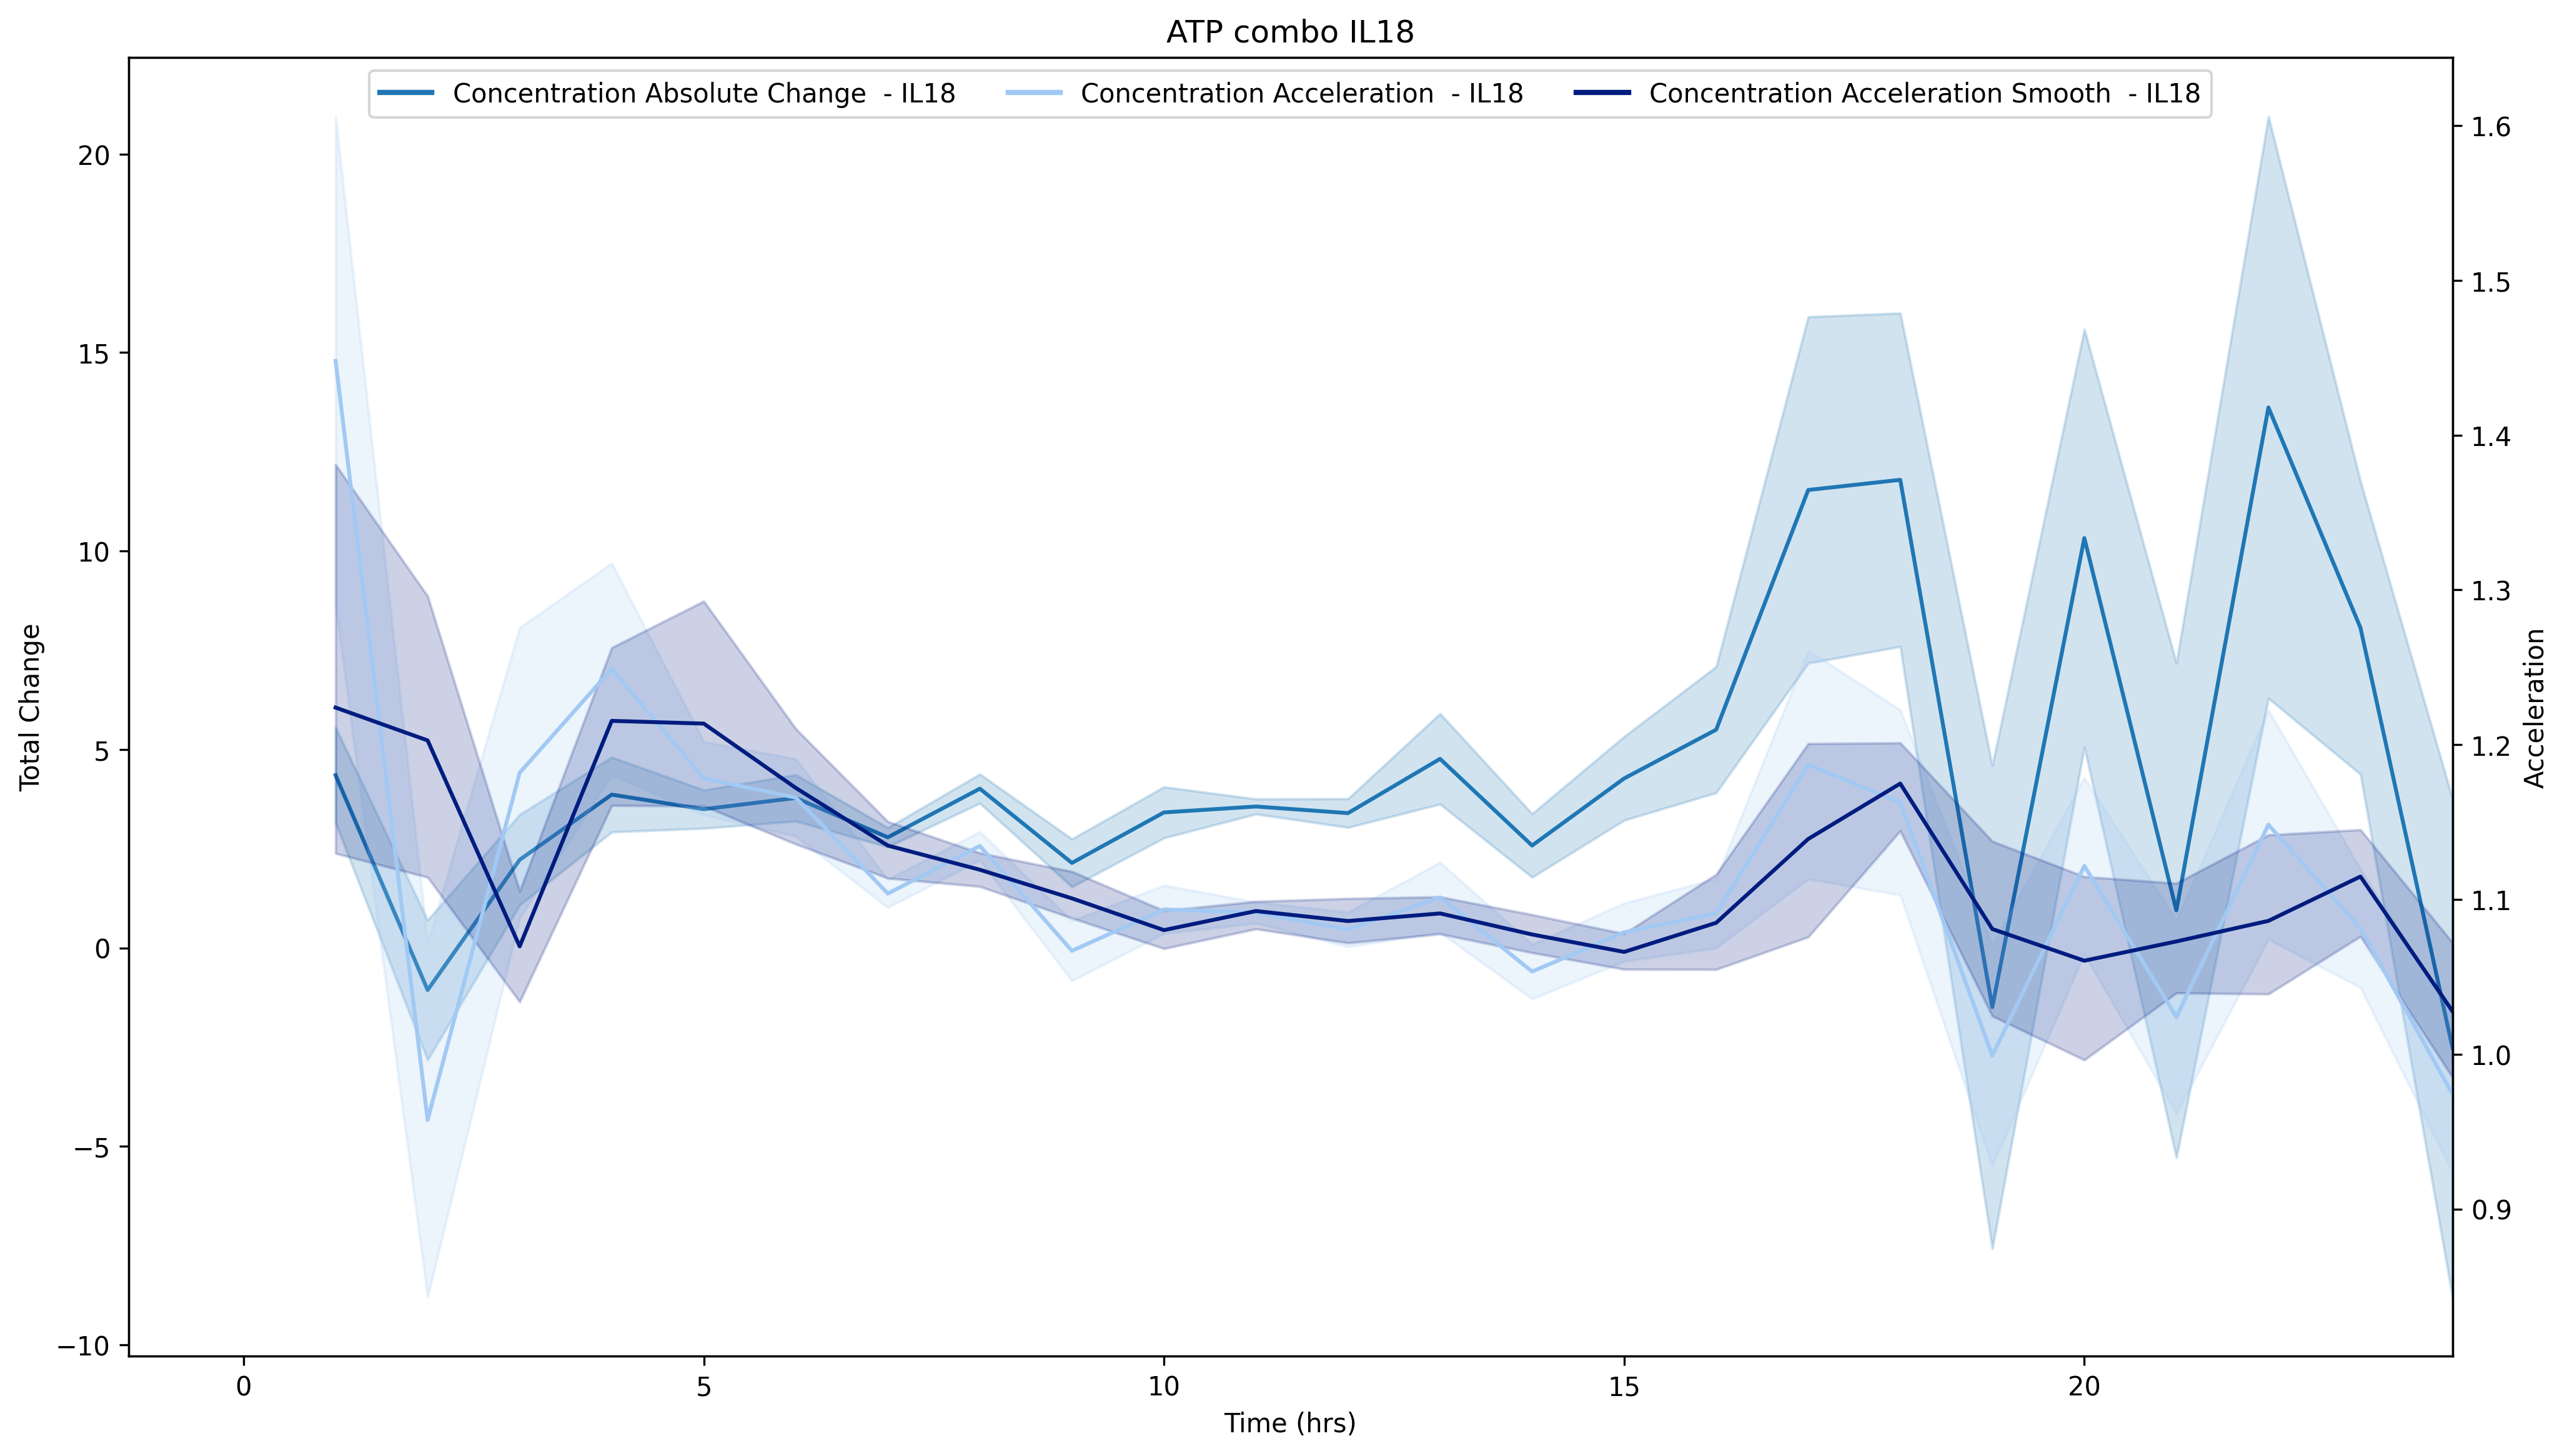 ATP combo IL18
Concentration Absolute Change  - IL18
Concentration Acceleration  - IL18
Concentration Acceleration Smooth  - IL18
20
15
10
5
0
−5
−10
Total Change
1.6
1.5
1.4
1.3
1.2
1.1
1.0
0.9
Acceleration
0
5
10
15
20
Time (hrs)